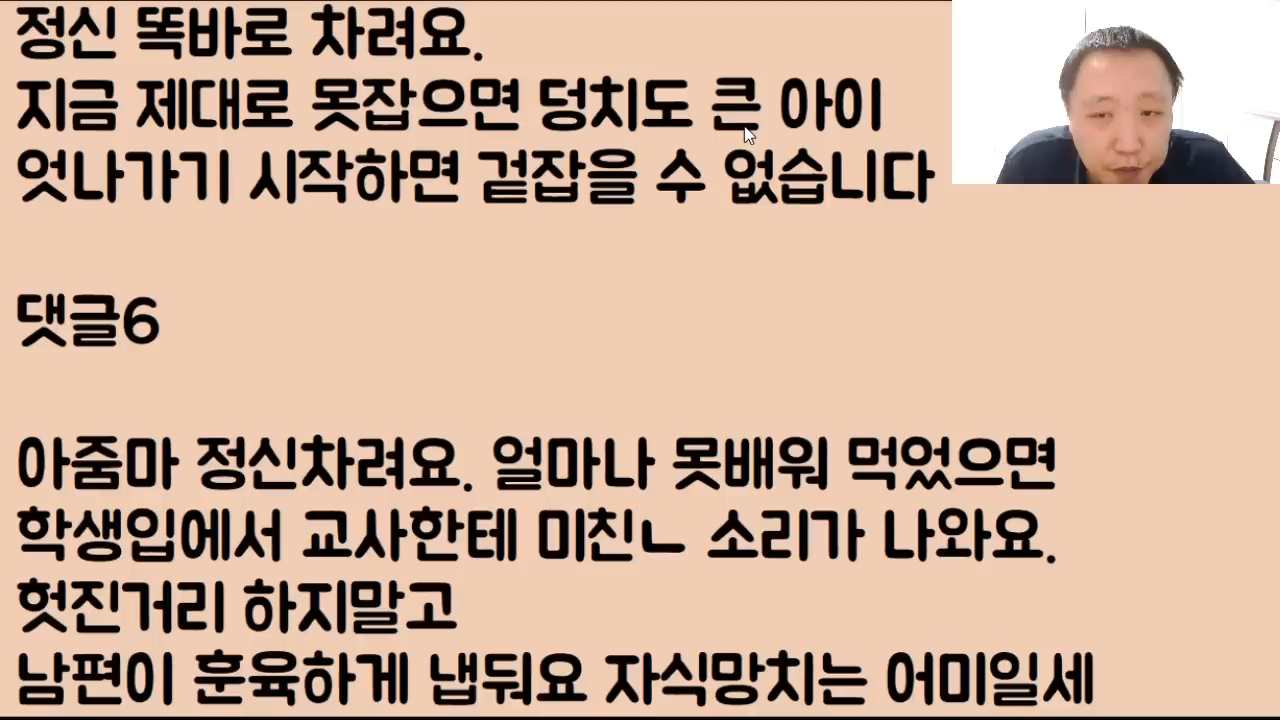 정신 똑바로 차려요.
지금 제대로 못잡으면 덩치도 큰 아이
엇나가기 시작하면 겉잡을 수 없습니다
댓글6
아줌마 정신차려요. 얼마나 못배워 먹었으면
학생입에서 교사한테 미친ㄴ 소리가 나와요.
헛진거리 하지말고
남편이 훈육하게 냅둬요 자식망치는 어미일세